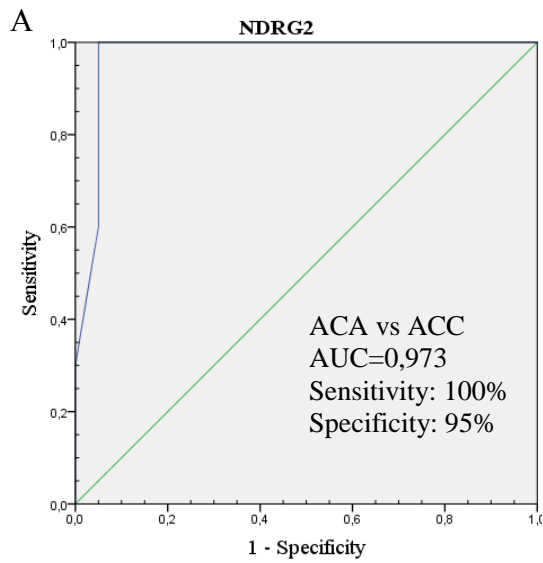 A
NDRG2
1,0
0,8
0,6
0,4
0,2
0,0
Sensitivity
ACA vs ACC
AUC=0,973
Sensitivity: 100%
Specificity: 95%
0,0 0,2 0,4 0,6 0,8 1,0
1 - Specificity